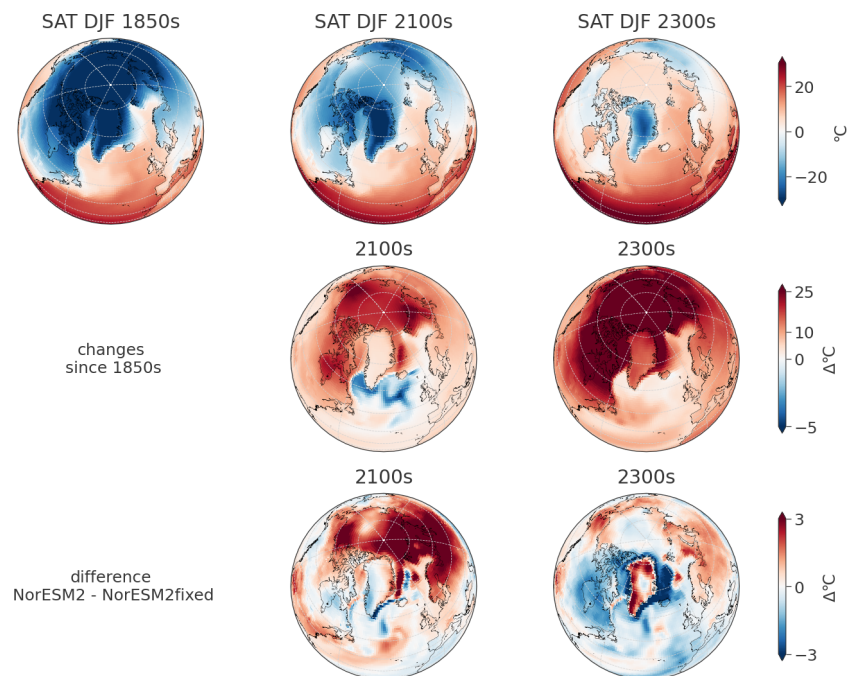 SAT DJF 1850s
SAT DJF 2100s
SAT DJF 2300s
20
0
−20
°C
2100s
2300s
changes
since 1850s
25
10
0
−5
Δ°C
2100s
2300s
difference
NorESM2 - NorESM2fixed
3
0
−3
Δ°C